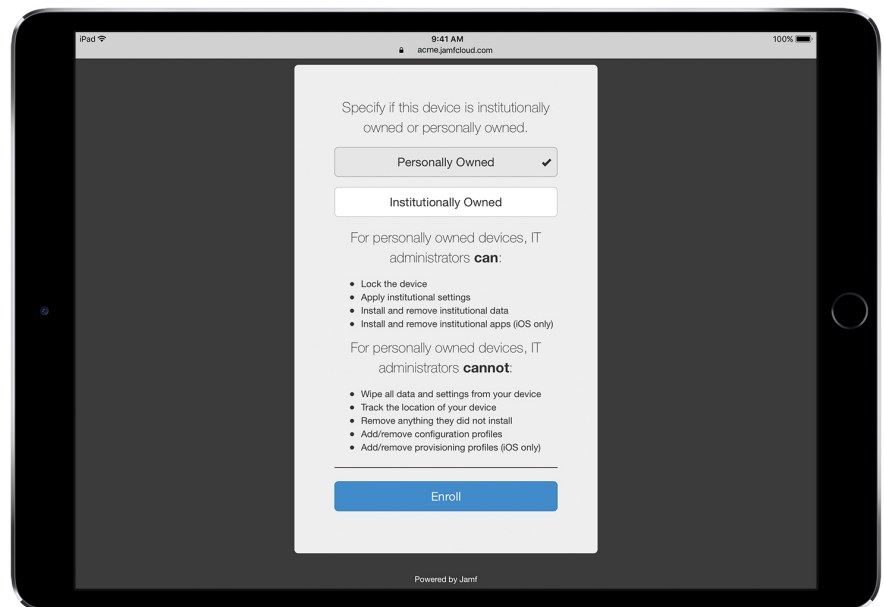 iPad
9:41 AM
100%
acme.jamfcloud.com
Specify if this device is institutionally
owned or personally owned.
Personally Owned
Institutionally Owned
For personally owned devices, IT
administrators can:
• Lock the device
• Apply institutional settings
• Install and remove institutional data
• Install and remove institutional apps (iOS only)
For personally owned devices, IT
administrators cannot:
• Wipe all data and settings from your device
• Track the location of your device
• Remove anything they did not install
• Add/remove configuration profiles
• Add/remove provisioning profiles (iOS only)
Enroll
Powered by Jamf